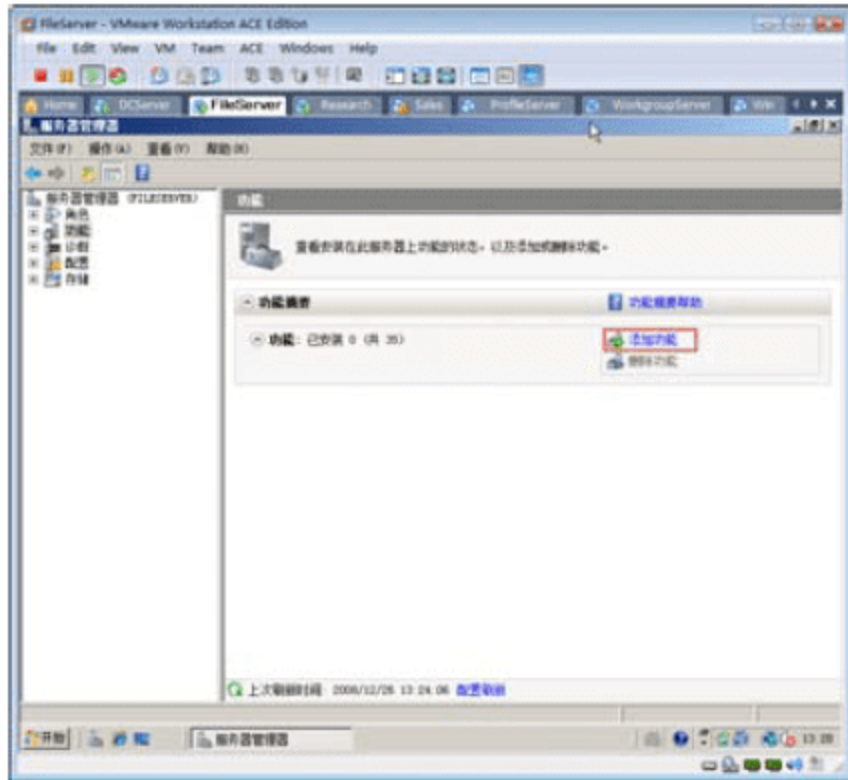 FileServer - VMware Workstation ACE Edition
File Edit View VM Team ACE Windows Help
Home DCServer FileServer Research Sales ProfileServer WorkgroupServer Win
服务器管理器
文件(F) 操作(A) 查看(V) 帮助(H)
服务器管理器 (FILESERVER)
角色
功能
诊断
配置
存储
功能
查看安装在此服务器上功能的状态,以及添加或删除功能。
功能摘要
功能摘要帮助
功能: 已安装 0 (共 35)
添加功能
删除功能
上次刷新时间: 2008/12/26 13:24:06 配置刷新
开始
服务器管理器